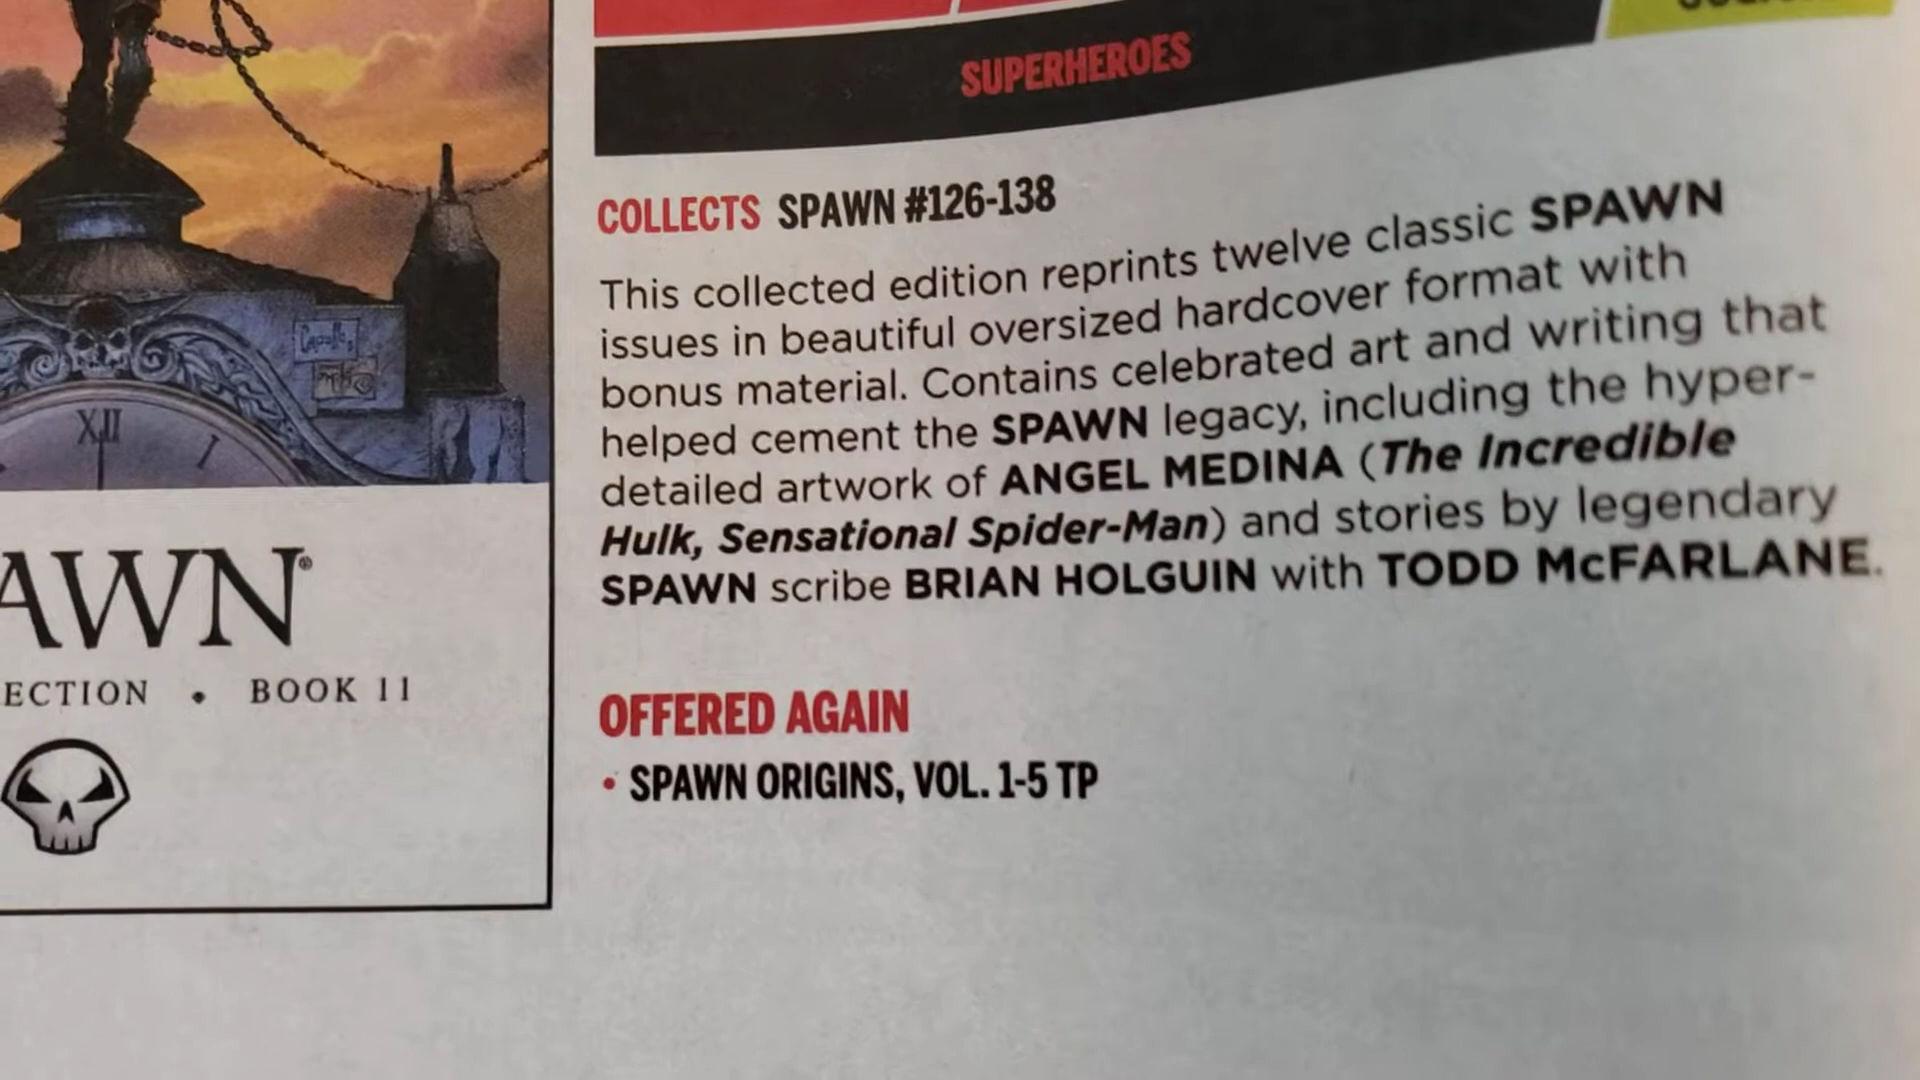 SUPERHEROES
COLLECTS SPAWN #126-138
This collected edition reprints twelve classic SPAWN
issues in beautiful oversized hardcover format with
bonus material. Contains celebrated art and writing that
helped cement the SPAWN legacy, including the hyper-
detailed artwork of ANGEL MEDINA (The Incredible
Hulk, Sensational Spider-Man) and stories by legendary
SPAWN scribe BRIAN HOLGUIN with TODD McFARLANE.
OFFERED AGAIN
• SPAWN ORIGINS, VOL. 1-5 TP
Capullo
XII
I
AWN®
ECTION • BOOK 11